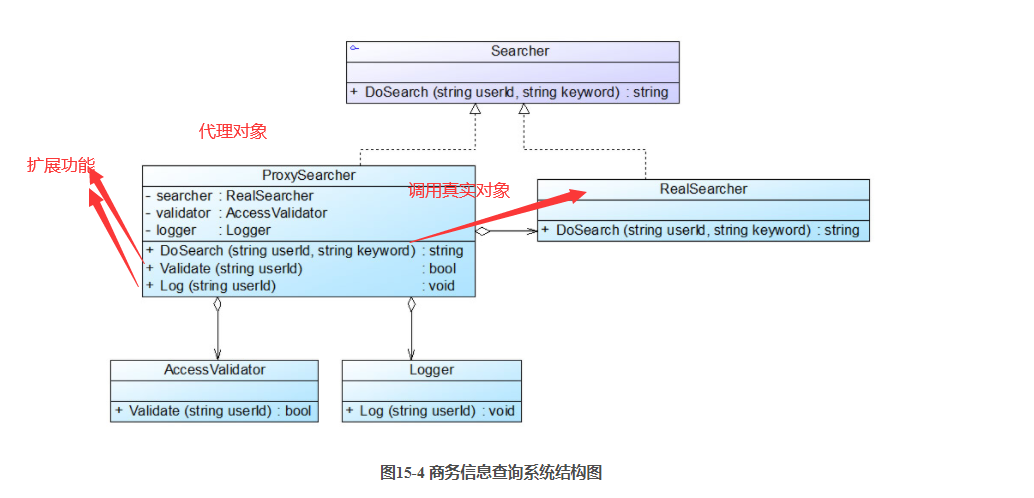 Searcher
+ DoSearch (string userId, string keyword) : string
代理对象
扩展功能
ProxySearcher
- searcher : RealSearcher
- validator : AccessValidator
- logger : Logger
+ DoSearch (string userId, string keyword) : string
+ Validate (string userId) : bool
+ Log (string userId) : void
调用真实对象
RealSearcher
+ DoSearch (string userId, string keyword) : string
AccessValidator
+ Validate (string userId) : bool
Logger
+ Log (string userId) : void
图15-4 商务信息查询系统结构图